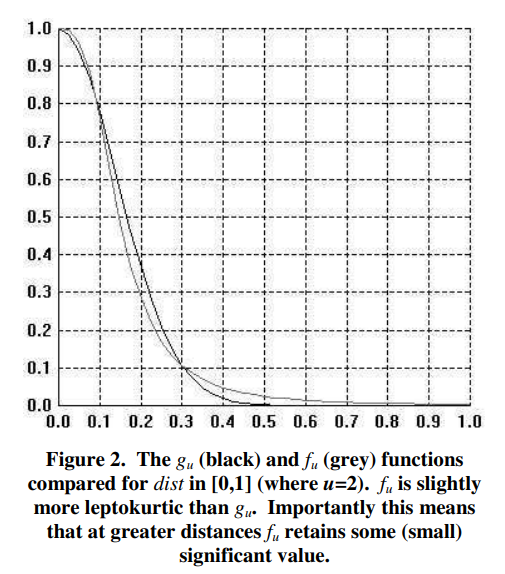 1.0
0.9
0.8
0.7
0.6
0.5
0.4
0.3
0.2
0.1
0.0
0.0 0.1 0.2 0.3 0.4 0.5 0.6 0.7 0.8 0.9 1.0
Figure 2. The gu (black) and fu (grey) functions
compared for dist in [0,1] (where u=2). fu is slightly
more leptokurtic than gu. Importantly this means
that at greater distances fu retains some (small)
significant value.